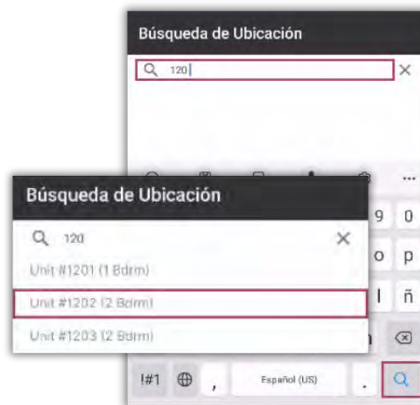 Búsqueda de Ubicación
120
Búsqueda de Ubicación
120
Unit #1201 (1 Bdrm)
Unit #1202 (2 Bdrm)
Unit #1203 (2 Bdrm)
9 0
o p
l ñ
!#1 , Español (US) .